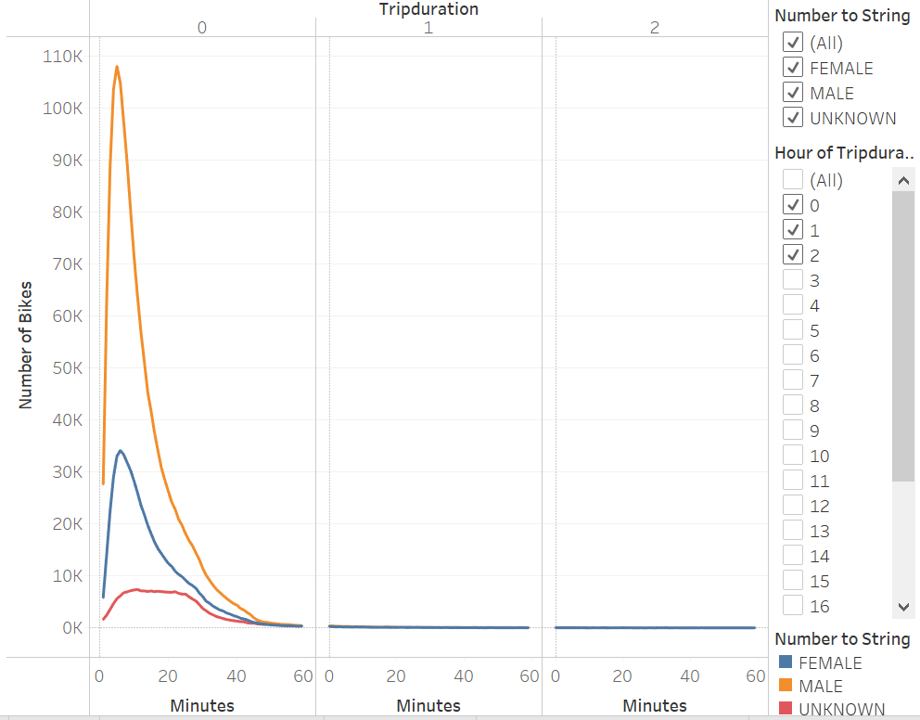 Tripduration
0 1 2
110K
100K
90K
80K
70K
60K
50K
40K
30K
20K
10K
0K
Number of Bikes
0 20 40 60 0 20 40 60 0 20 40 60
Minutes Minutes Minutes
Number to String
(All)
FEMALE
MALE
UNKNOWN
Hour of Tripdura..
(All)
0
1
2
3
4
5
6
7
8
9
10
11
12
13
14
15
16
Number to String
FEMALE
MALE
UNKNOWN